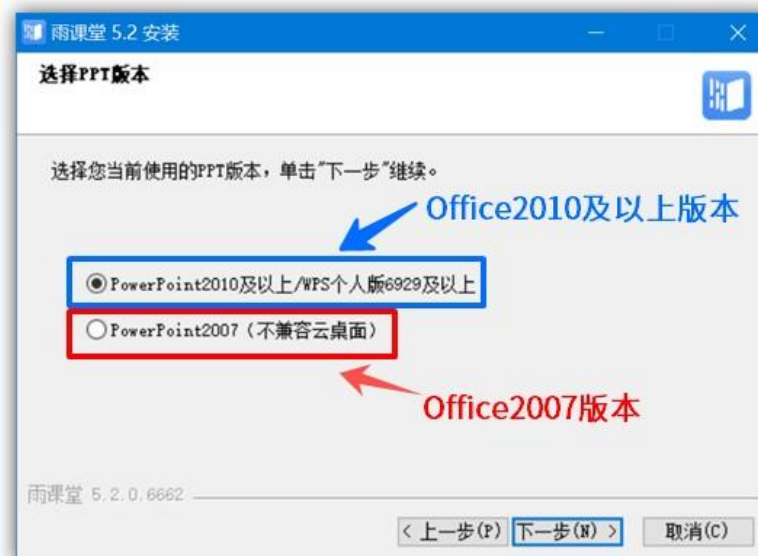 雨课堂 5.2 安装
选择PPT版本
选择您当前使用的PPT版本，单击"下一步"继续。
Office2010及以上版本
PowerPoint2010及以上/WPS个人版6929及以上
PowerPoint2007（不兼容云桌面）
Office2007版本
雨课堂 5.2.0.6662
< 上一步(P) 下一步(N) > 取消(C)